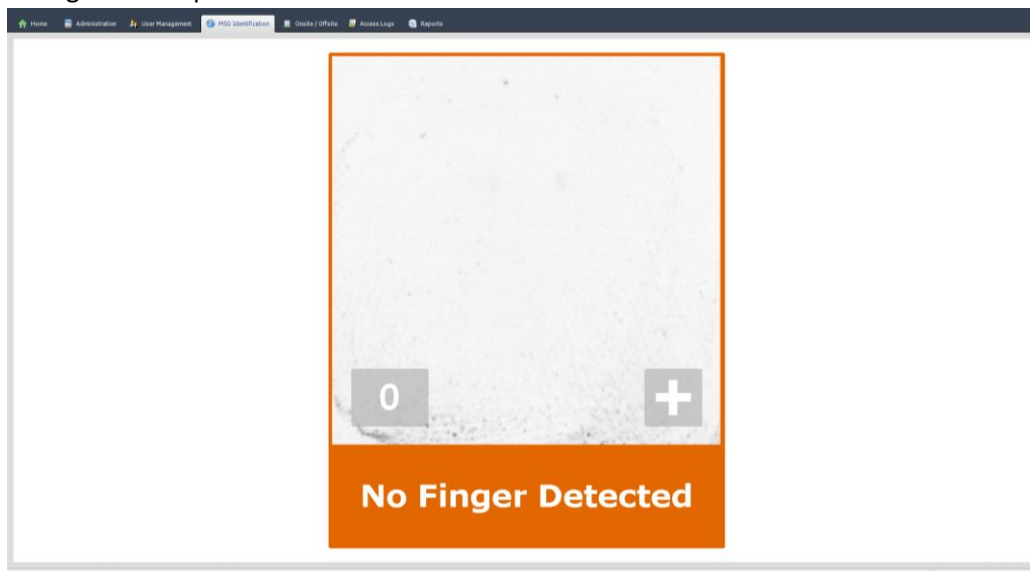 Home Administration User Management MSO Identification Onsite / Offsite Access Logs Reports
0
No Finger Detected